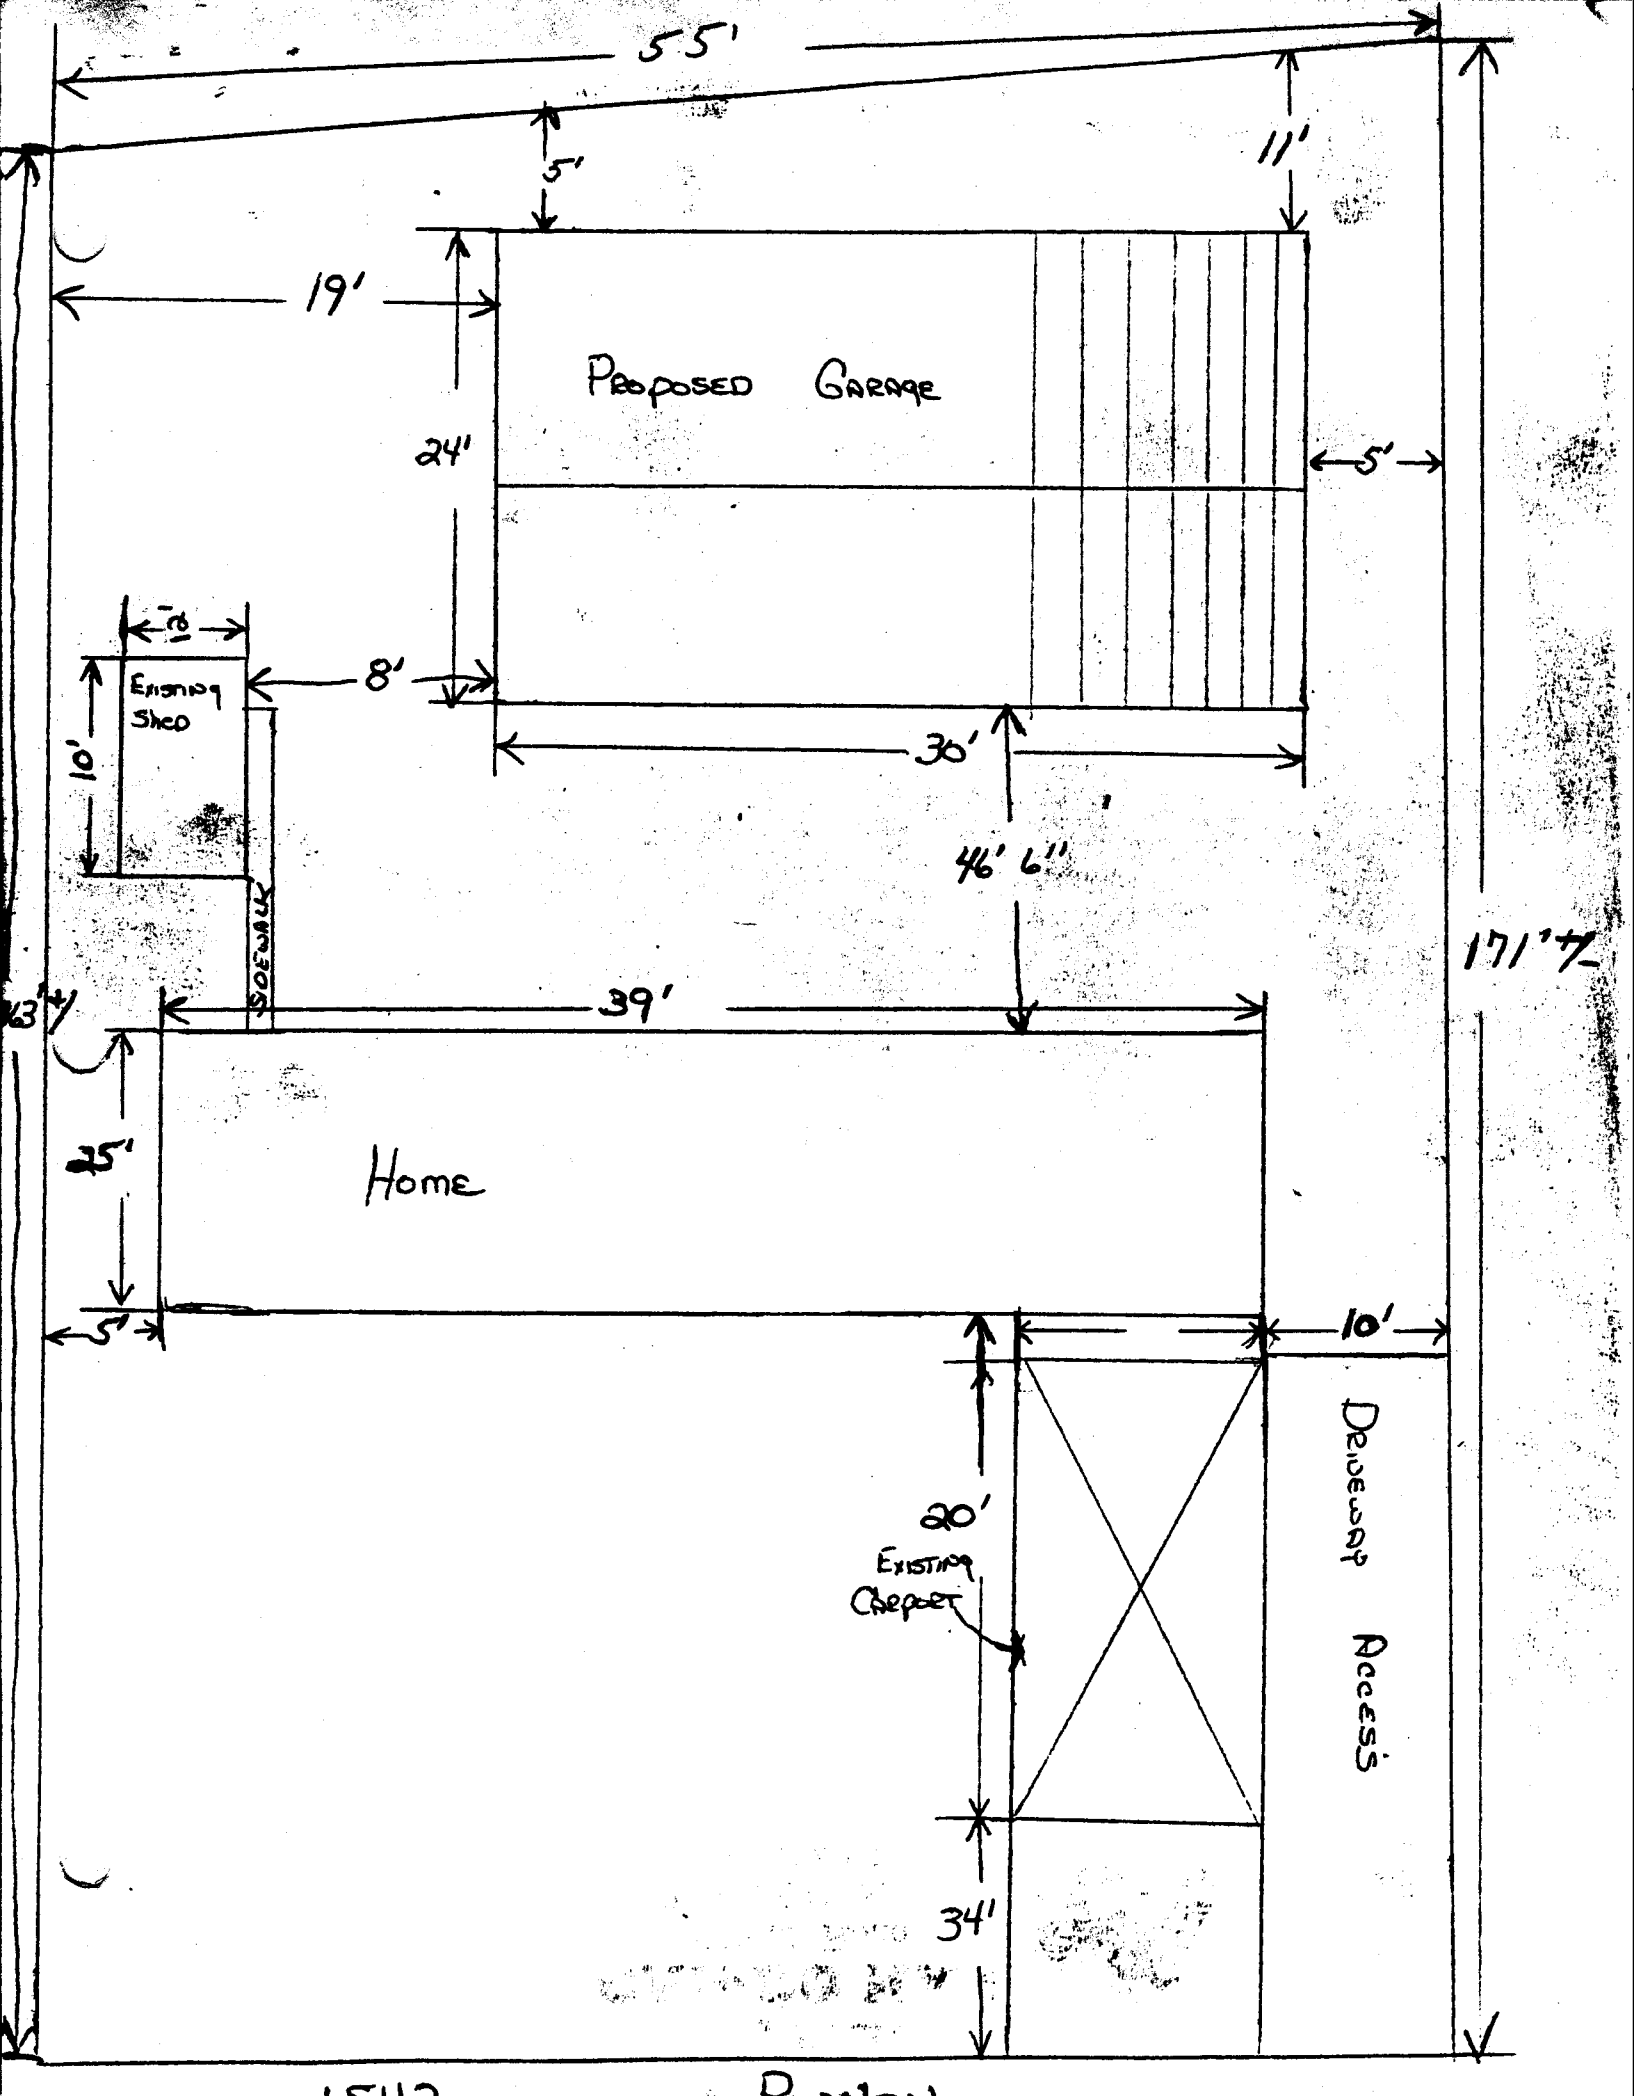 55'
5'
11'
19'
PROPOSED GARAGE
24'
5'
8'
EXISTING
SHED
10'
30'
46' 6"
SIDEWALK
171' +/-
39'
25'
HOME
5'
10'
DRIVEWAY ACCESS
20'
EXISTING
CARPORT
34'